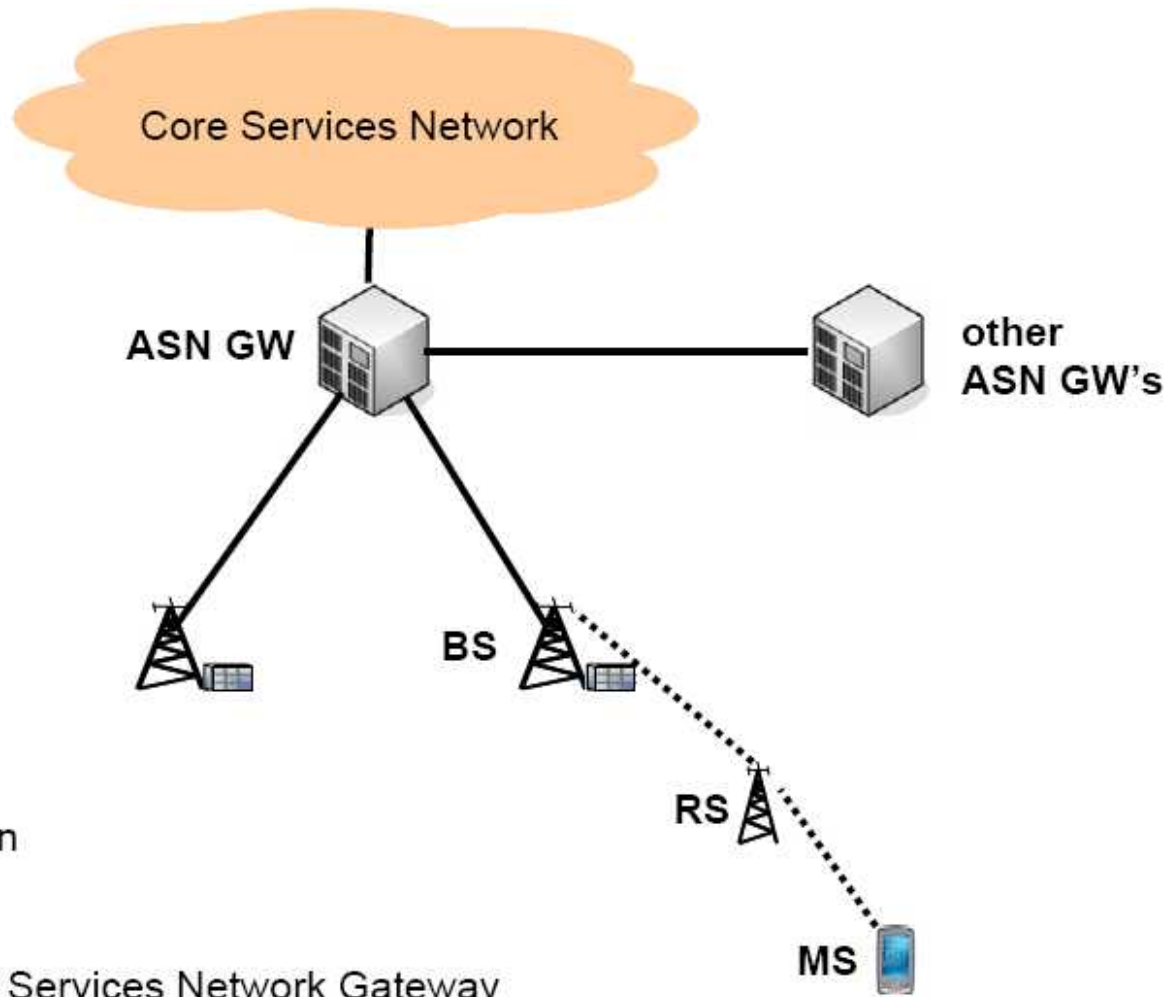 Core Services Network
ASN GW
other
ASN GW's
BS
RS
n
MS
Services Network Gateway